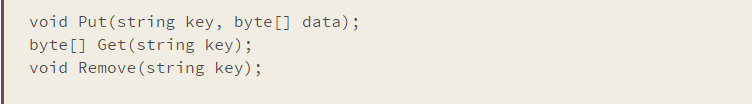 void Put(string key, byte[] data);
byte[] Get(string key);
void Remove(string key);